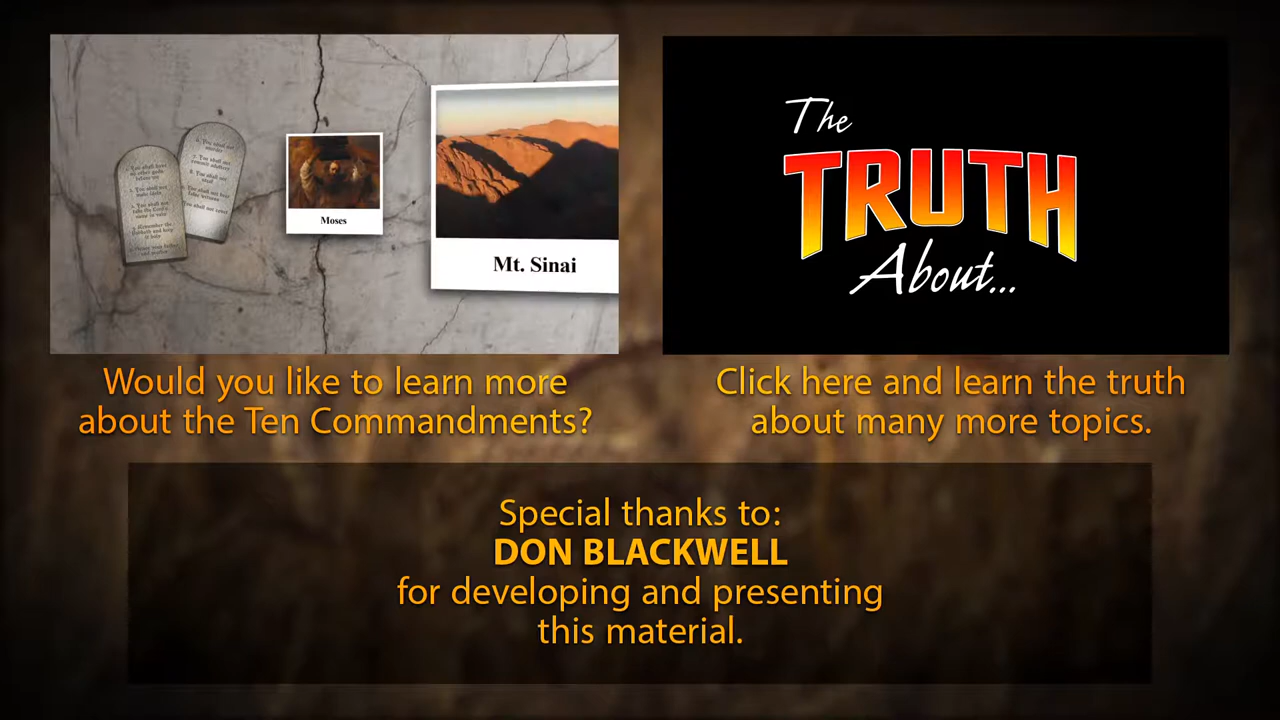 Moses
Mt. Sinai
The
TRUTH
About...
Would you like to learn more
about the Ten Commandments?
Click here and learn the truth
about many more topics.
Special thanks to:
DON BLACKWELL
for developing and presenting
this material.